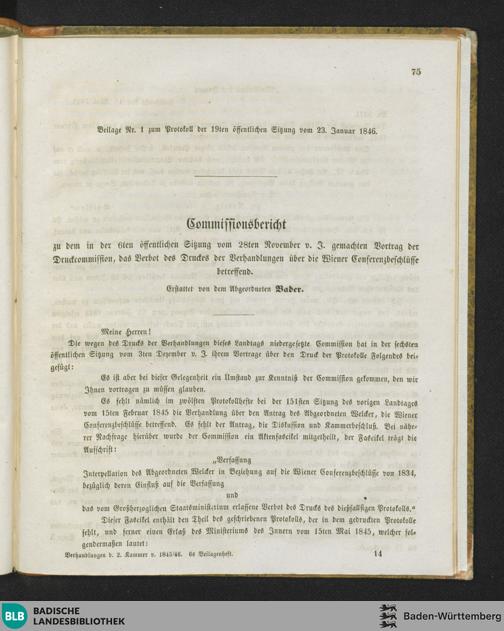 75
Beilage Nr. 1 zum Protokoll der 19ten öffentlichen Sitzung vom 23. Januar 1846.
Commissionsbericht
zu dem in der 6ten öffentlichen Sitzung vom 28ten November v. J. gemachten Vortrag der
Druckcommission, das Verbot des Druckes der Verhandlungen über die Wiener Conferenzbeschlüsse
betreffend.
Erstattet von dem Abgeordneten Bader.
Meine Herren!
Die wegen des Drucks der Verhandlungen dieses Landtags niedergesetzte Commission hat in der sechsten
öffentlichen Sitzung vom 3ten Dezember v. J. ihrem Vortrage über den Druck der Protokolle Folgendes bei-
gefügt:
Es ist aber bei dieser Gelegenheit ein Umstand zur Kenntniß der Commission gekommen, den wir
Ihnen vortragen zu müssen glauben.
Es fehlt nämlich im zwölften Protokollhefte bei der 151sten Sitzung des vorigen Landtages
vom 15ten Februar 1845 die Verhandlung über den Antrag des Abgeordneten Welcker, die Wiener
Conferenzbeschlüsse betreffend. Es fehlt der Antrag, die Diskussion und Kammerbeschluß. Bei nähe-
rer Nachfrage hierüber wurde der Commission ein Aktenfascikel mitgetheilt, der Fascikel trägt die
Aufschrift:
„Verfassung
Interpellation des Abgeordneten Welcker in Beziehung auf die Wiener Conferenzbeschlüsse von 1834,
bezüglich deren Einfluß auf die Verfassung
und
das vom Großherzoglichen Staatsministerium erlassene Verbot des Drucks des dießfallsigen Protokolls.“
Dieser Fascikel enthält den Theil des geschriebenen Protokolls, der in dem gedruckten Protokolle
fehlt, und ferner einen Erlaß des Ministeriums des Innern vom 15ten Mai 1845, welcher fol-
gendermaßen lautet:
Verhandlungen d. 2. Kammer v. 1845/46. 6s Beilagenheft. 14
BLB BADISCHE
LANDESBIBLIOTHEK
Baden-Württemberg